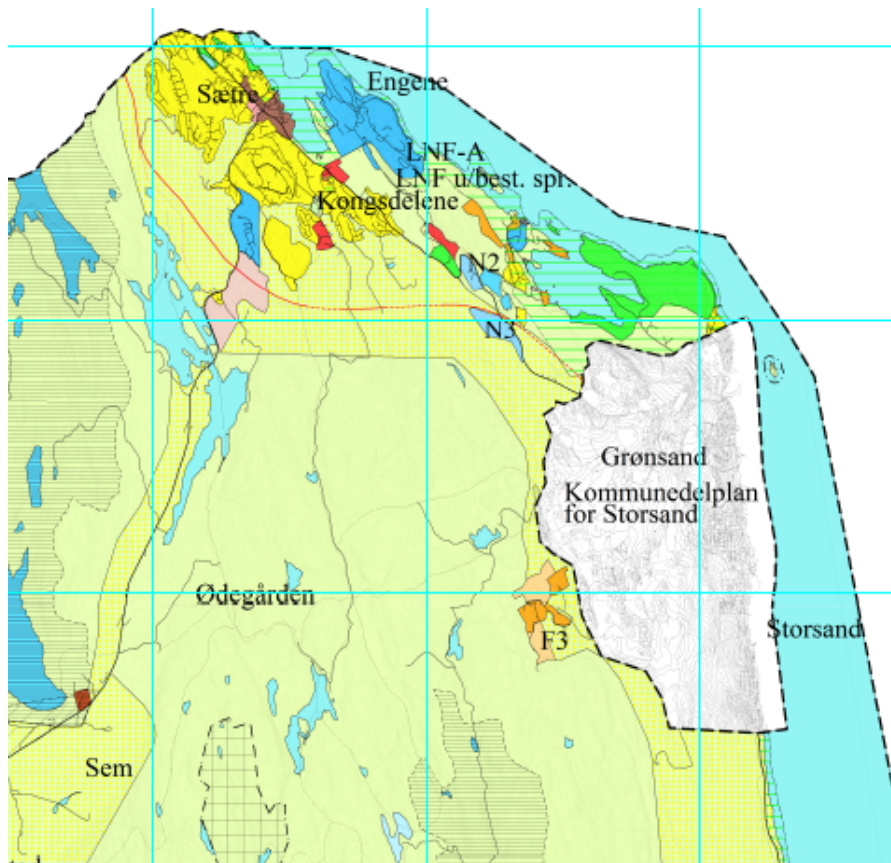 Engene
Sætre
LNF-A
LNF u/best. spr.
Kongsdelene
N2
N3
Grønsand
Kommunedelplan
for Storsand
Ødegården
Storsand
F3
Sem